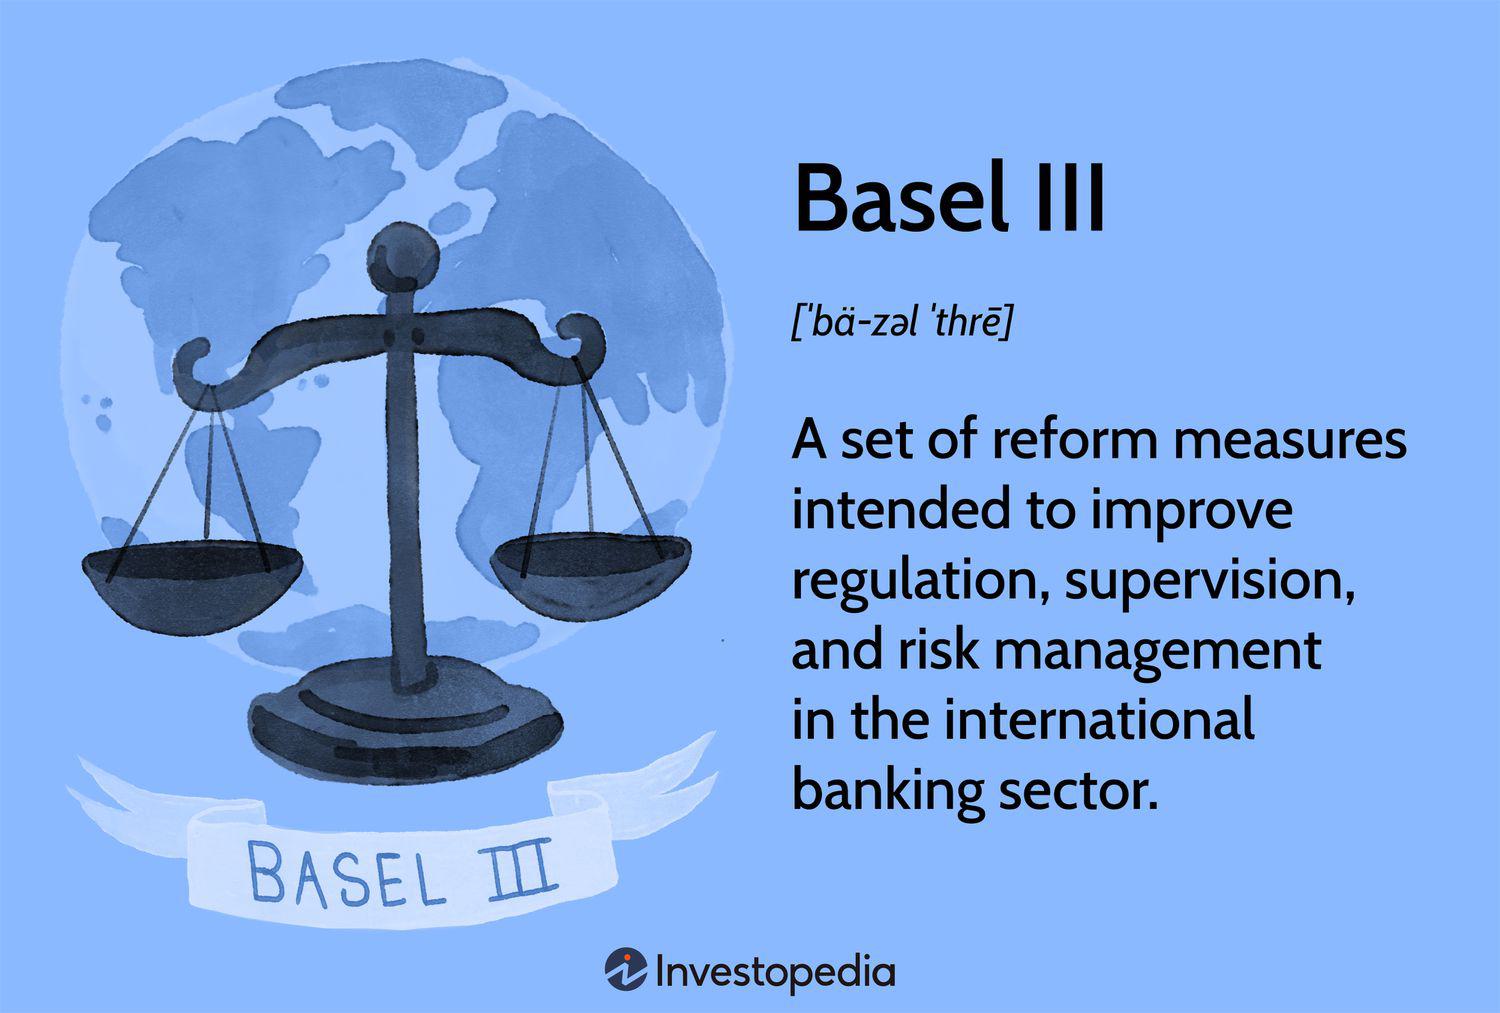 Basel III
[ˈbä-zəl ˈthrē]
A set of reform measures
intended to improve
regulation, supervision,
and risk management
in the international
banking sector.
BASEL III
Investopedia